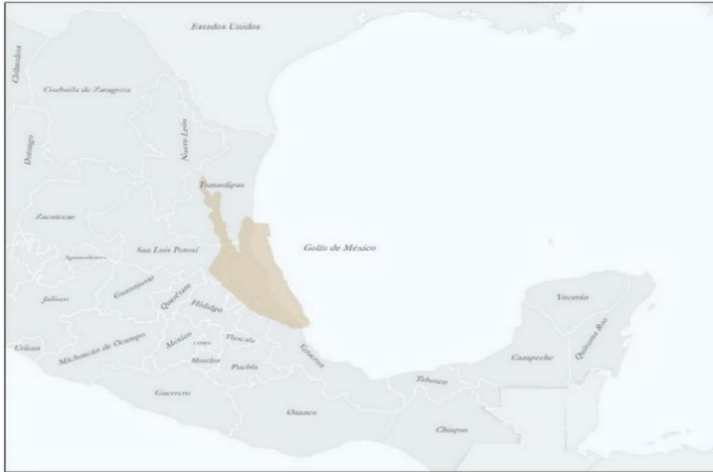 Estados Unidos
Chihuahua
Coahuila de Zaragoza
Nuevo León
Durango
Tamaulipas
Zacatecas
San Luis Potosí
Golfo de México
Aguascalientes
Guanajuato
Querétaro
Hidalgo
Jalisco
Yucatán
Quintana Roo
Colima
Michoacán de Ocampo
México
Tlaxcala
Veracruz
Campeche
Morelos
Puebla
Tabasco
Guerrero
Oaxaca
Chiapas